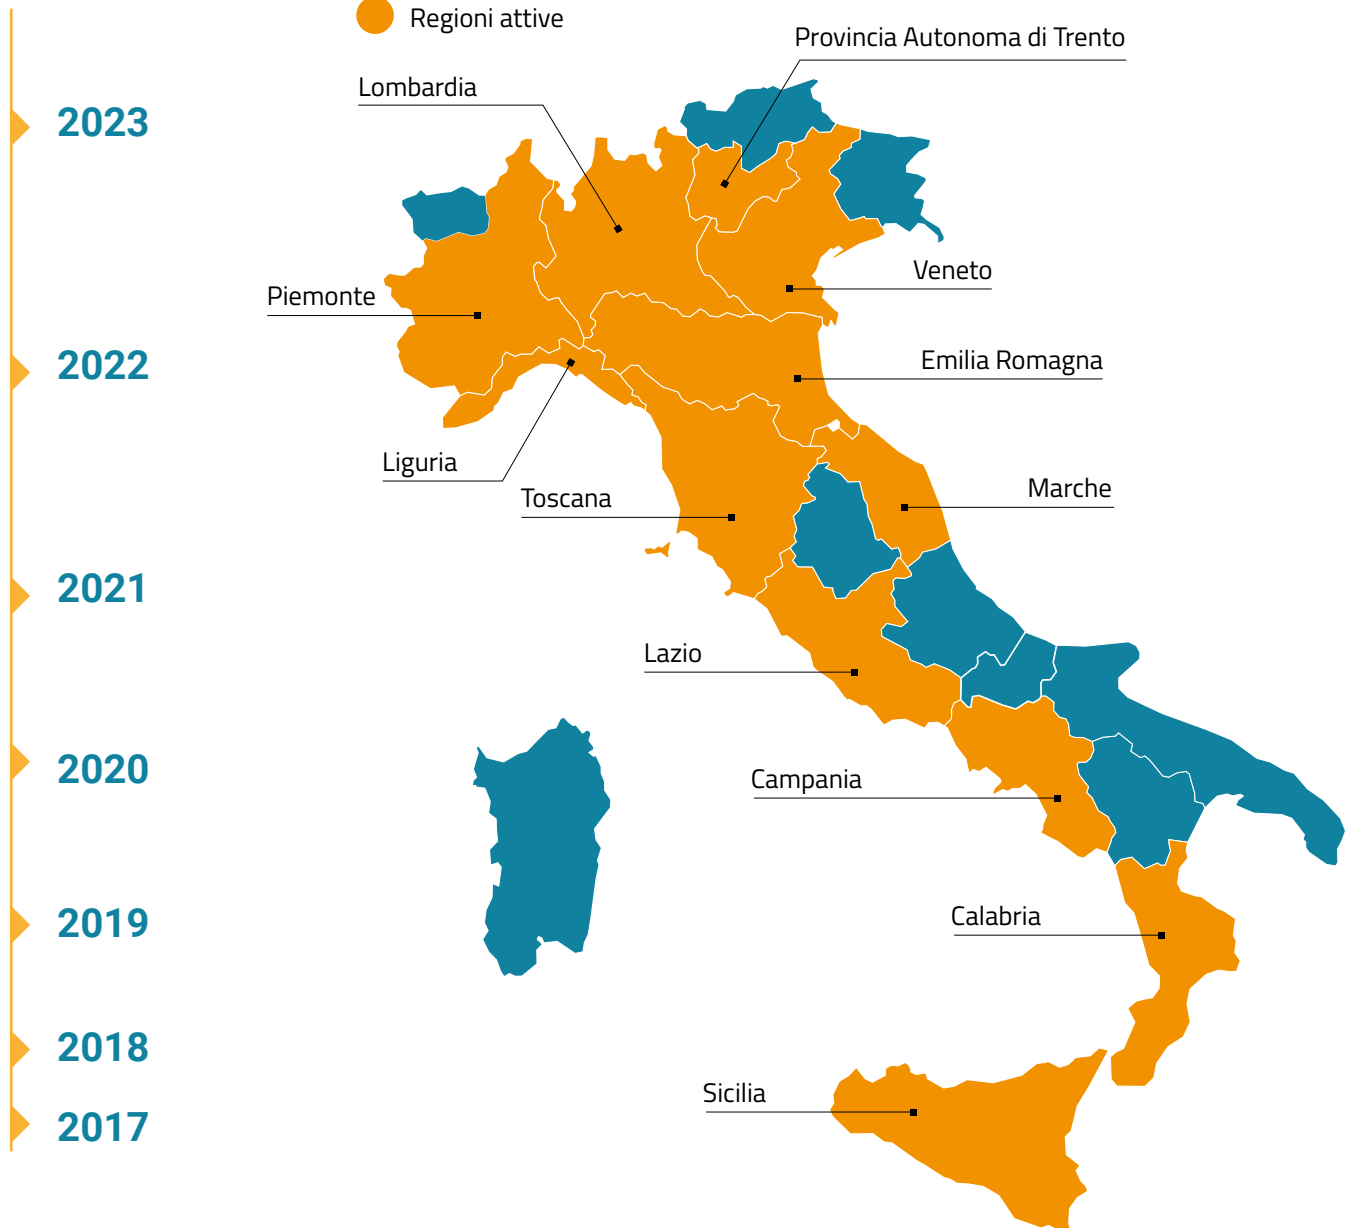 Regioni attive
Provincia Autonoma di Trento
Lombardia
2023
Veneto
Piemonte
2022
Emilia Romagna
Liguria
Toscana
Marche
2021
Lazio
2020
Campania
2019
Calabria
2018
Sicilia
2017